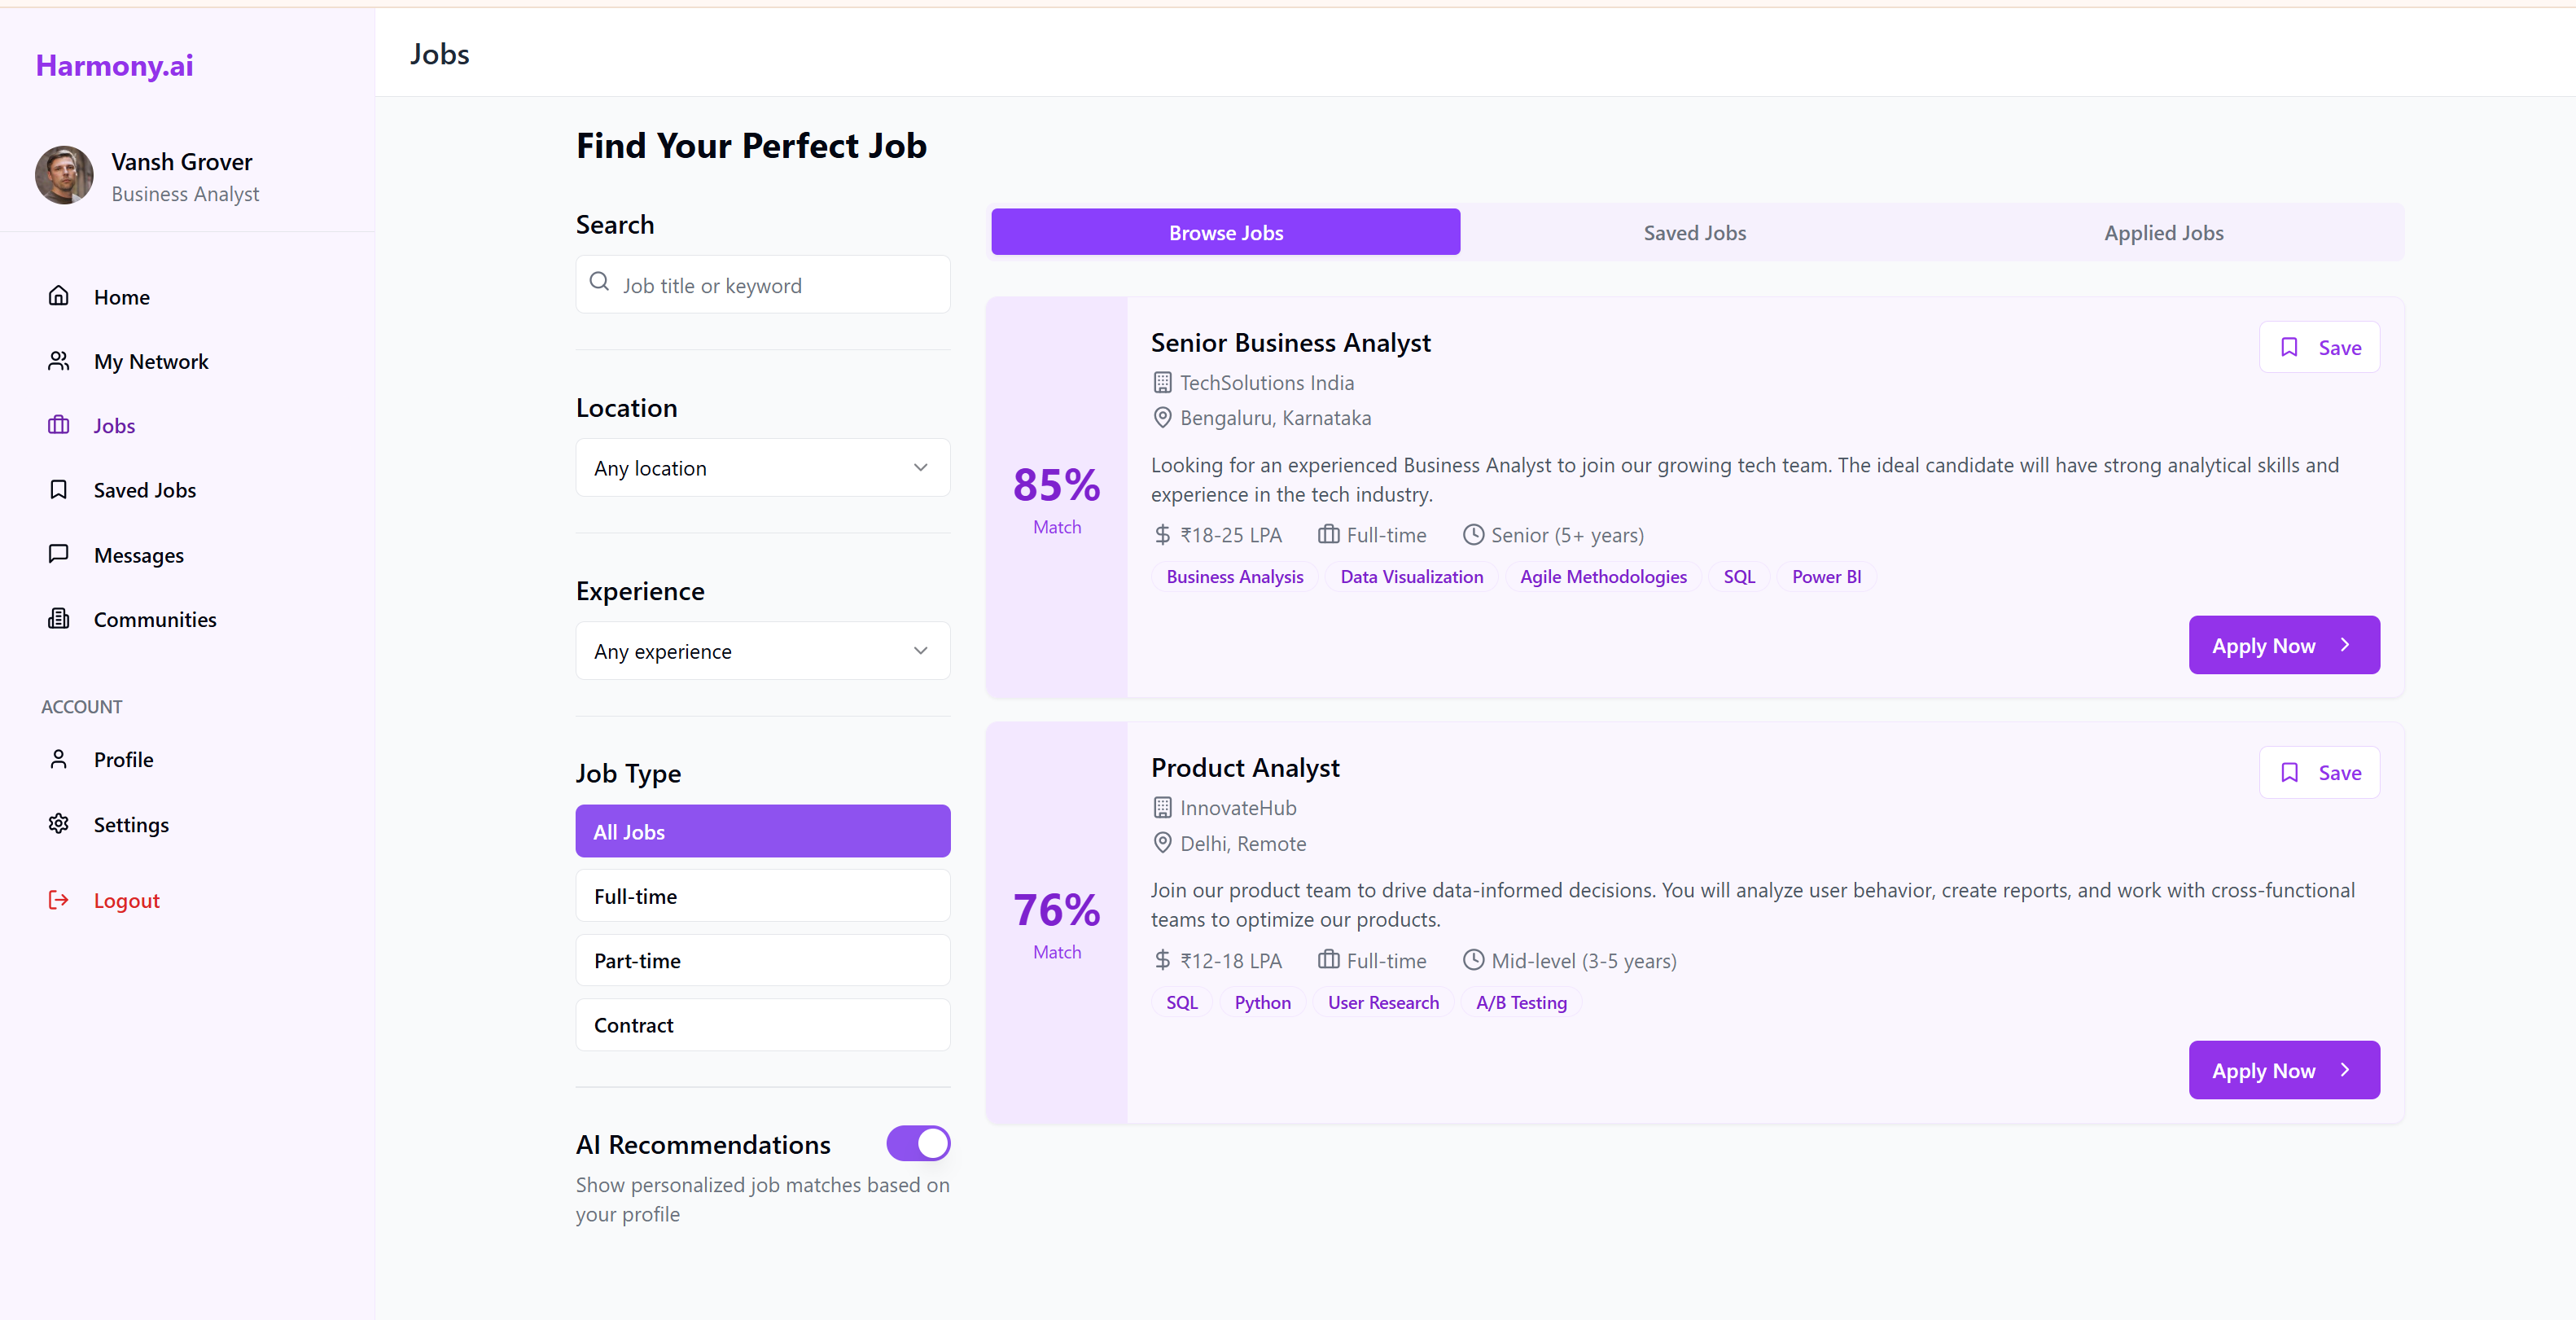 Harmony.ai
Vansh Grover
Business Analyst
Home
My Network
Jobs
Saved Jobs
Messages
Communities
ACCOUNT
Profile
Settings
Logout
Jobs
Find Your Perfect Job
Search
Job title or keyword
Location
Any location
Experience
Any experience
Job Type
All Jobs
Full-time
Part-time
Contract
AI Recommendations
Show personalized job matches based on
your profile
Browse Jobs
Saved Jobs
Applied Jobs
85%
Match
Senior Business Analyst
Save
TechSolutions India
Bengaluru, Karnataka
Looking for an experienced Business Analyst to join our growing tech team. The ideal candidate will have strong analytical skills and
experience in the tech industry.
₹18-25 LPA Full-time Senior (5+ years)
Business Analysis Data Visualization Agile Methodologies SQL Power BI
Apply Now
76%
Match
Product Analyst
Save
InnovateHub
Delhi, Remote
Join our product team to drive data-informed decisions. You will analyze user behavior, create reports, and work with cross-functional
teams to optimize our products.
₹12-18 LPA Full-time Mid-level (3-5 years)
SQL Python User Research A/B Testing
Apply Now